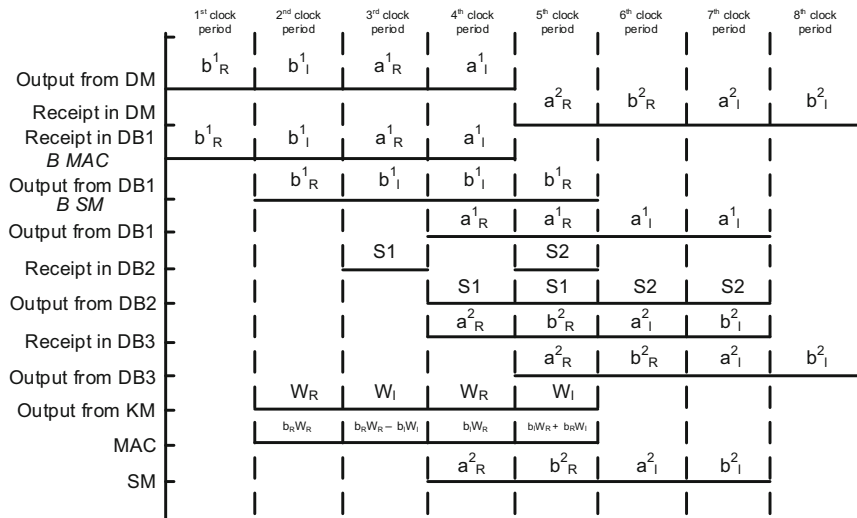 1st clock period 2nd clock period 3rd clock period 4th clock period 5th clock period 6th clock period 7th clock period 8th clock period
Output from DM b¹R b¹I a¹R a¹I
Receipt in DM a²R b²R a²I b²I
Receipt in DB1 b¹R b¹I a¹R a¹I
B MAC
Output from DB1 b¹R b¹I b¹I b¹R
B SM
Output from DB1 a¹R a¹R a¹I a¹I
Receipt in DB2 S1 S2
Output from DB2 S1 S1 S2 S2
Receipt in DB3 a²R b²R a²I b²I
Output from DB3 a²R b²R a²I b²I
Output from KM WR WI WR WI
MAC bRWR bRWR – bIWI bIWR bIWR + bRWI
SM a²R b²R a²I b²I